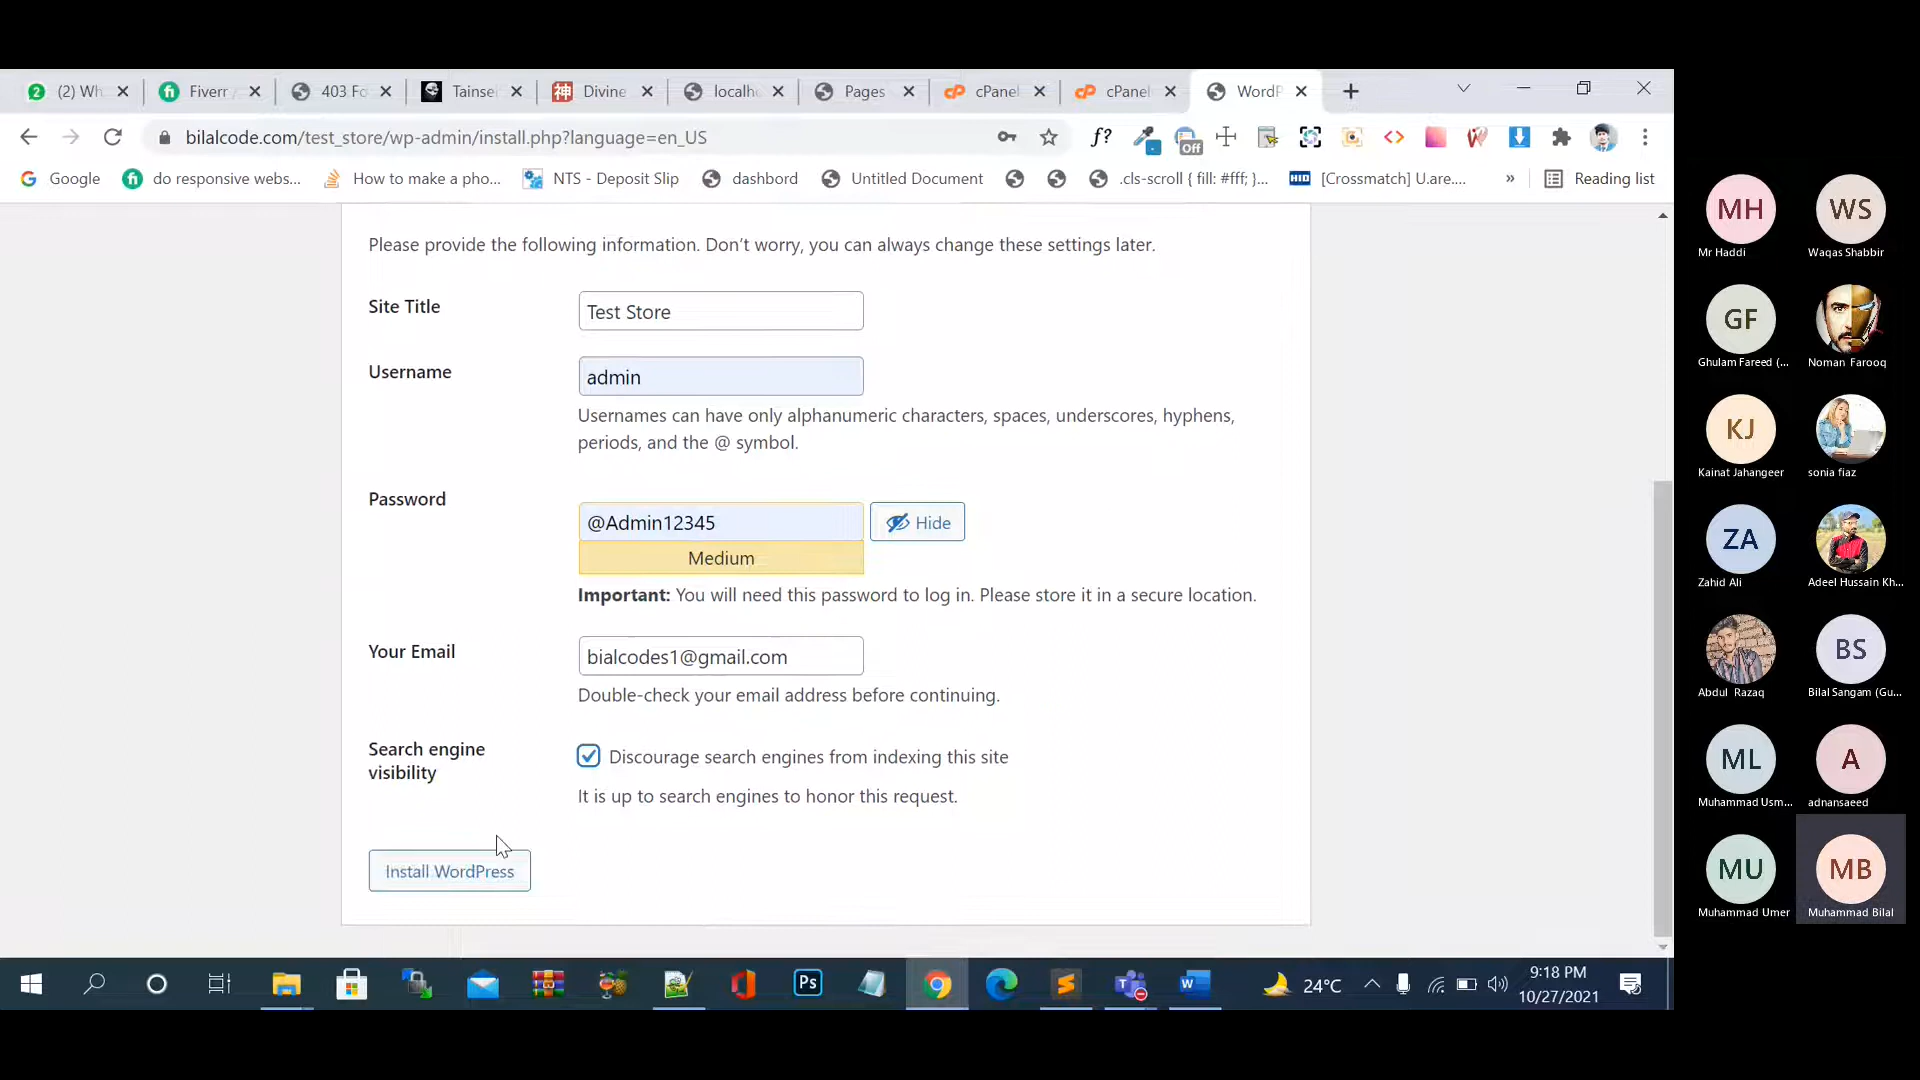 (2) Wh
Fiverr
403 Fo
Tainse
Divine
localh
Pages
cPanel
cPanel
WordP
bilalcode.com/test_store/wp-admin/install.php?language=en_US
f?
Off
Google
do responsive webs...
How to make a pho...
NTS - Deposit Slip
dashbord
Untitled Document
.cls-scroll { fill: #fff; }...
HID
[Crossmatch] U.are....
»
Reading list
Please provide the following information. Don’t worry, you can always change these settings later.
Site Title
Test Store
Username
admin
Usernames can have only alphanumeric characters, spaces, underscores, hyphens,
periods, and the @ symbol.
Password
@Admin12345
Hide
Medium
Important: You will need this password to log in. Please store it in a secure location.
Your Email
bialcodes1@gmail.com
Double-check your email address before continuing.
Search engine
visibility
Discourage search engines from indexing this site
It is up to search engines to honor this request.
Install WordPress
Ps
24°C
9:18 PM
10/27/2021
MH
Mr Haddi
WS
Waqas Shabbir
GF
Ghulam Fareed (...
Noman Farooq
KJ
Kainat Jahangeer
sonia fiaz
ZA
Zahid Ali
Adeel Hussain Kh...
Abdul Razaq
BS
Bilal Sangam (Gu...
ML
Muhammad Usm...
A
adnansaeed
MU
Muhammad Umer
MB
Muhammad Bilal